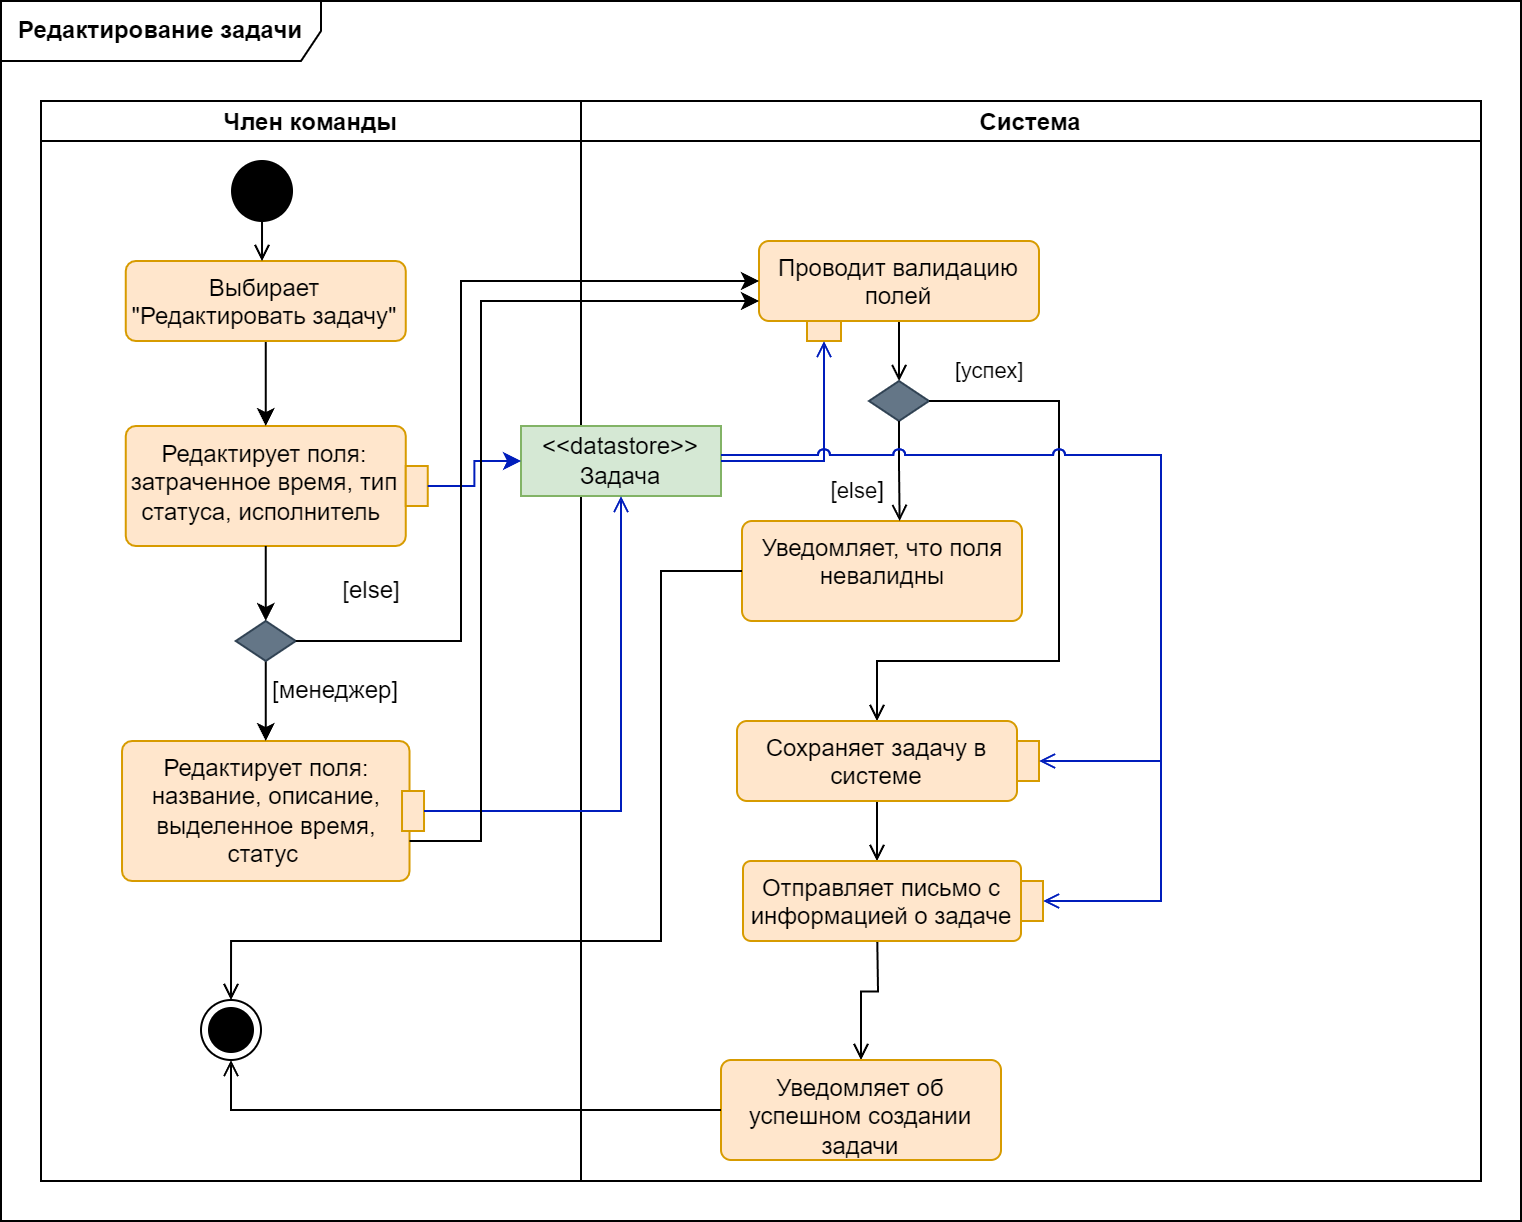 Редактирование задачи
Член команды
Система
Выбирает
"Редактировать задачу"
Редактирует поля:
затраченное время, тип
статуса, исполнитель
[else]
[менеджер]
Редактирует поля:
название, описание,
выделенное время,
статус
<<datastore>>
Задача
Проводит валидацию
полей
[успех]
[else]
Уведомляет, что поля
невалидны
Сохраняет задачу в
системе
Отправляет письмо с
информацией о задаче
Уведомляет об
успешном создании
задачи